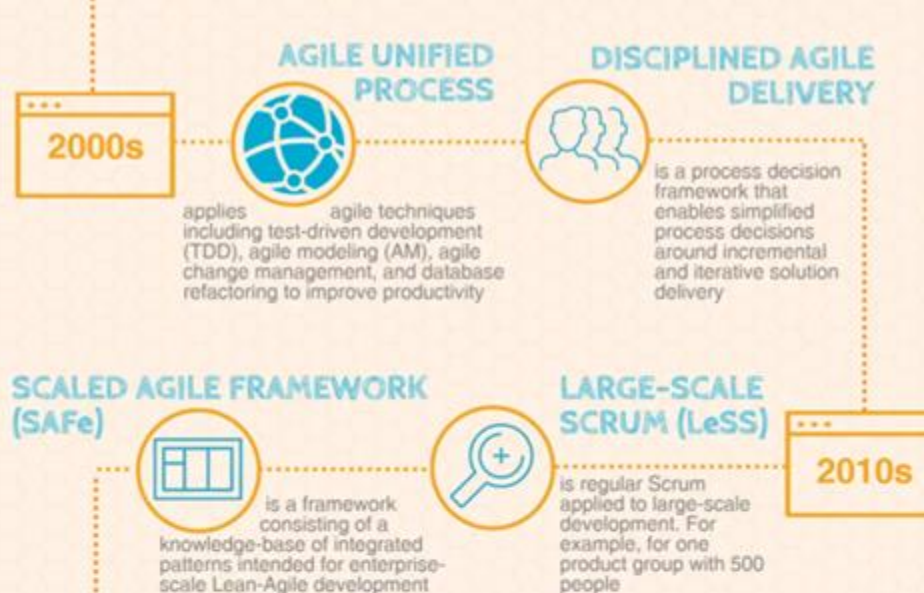 AGILE UNIFIED
PROCESS
DISCIPLINED AGILE
DELIVERY
2000s
applies agile techniques
including test-driven development
(TDD), agile modeling (AM), agile
change management, and database
refactoring to improve productivity
is a process decision
framework that
enables simplified
process decisions
around incremental
and iterative solution
delivery
SCALED AGILE FRAMEWORK
(SAFe)
LARGE-SCALE
SCRUM (LeSS)
2010s
is regular Scrum
applied to large-scale
development. For
example, for one
product group with 500
people
is a framework
consisting of a
knowledge-base of integrated
patterns intended for enterprise-
scale Lean-Agile development